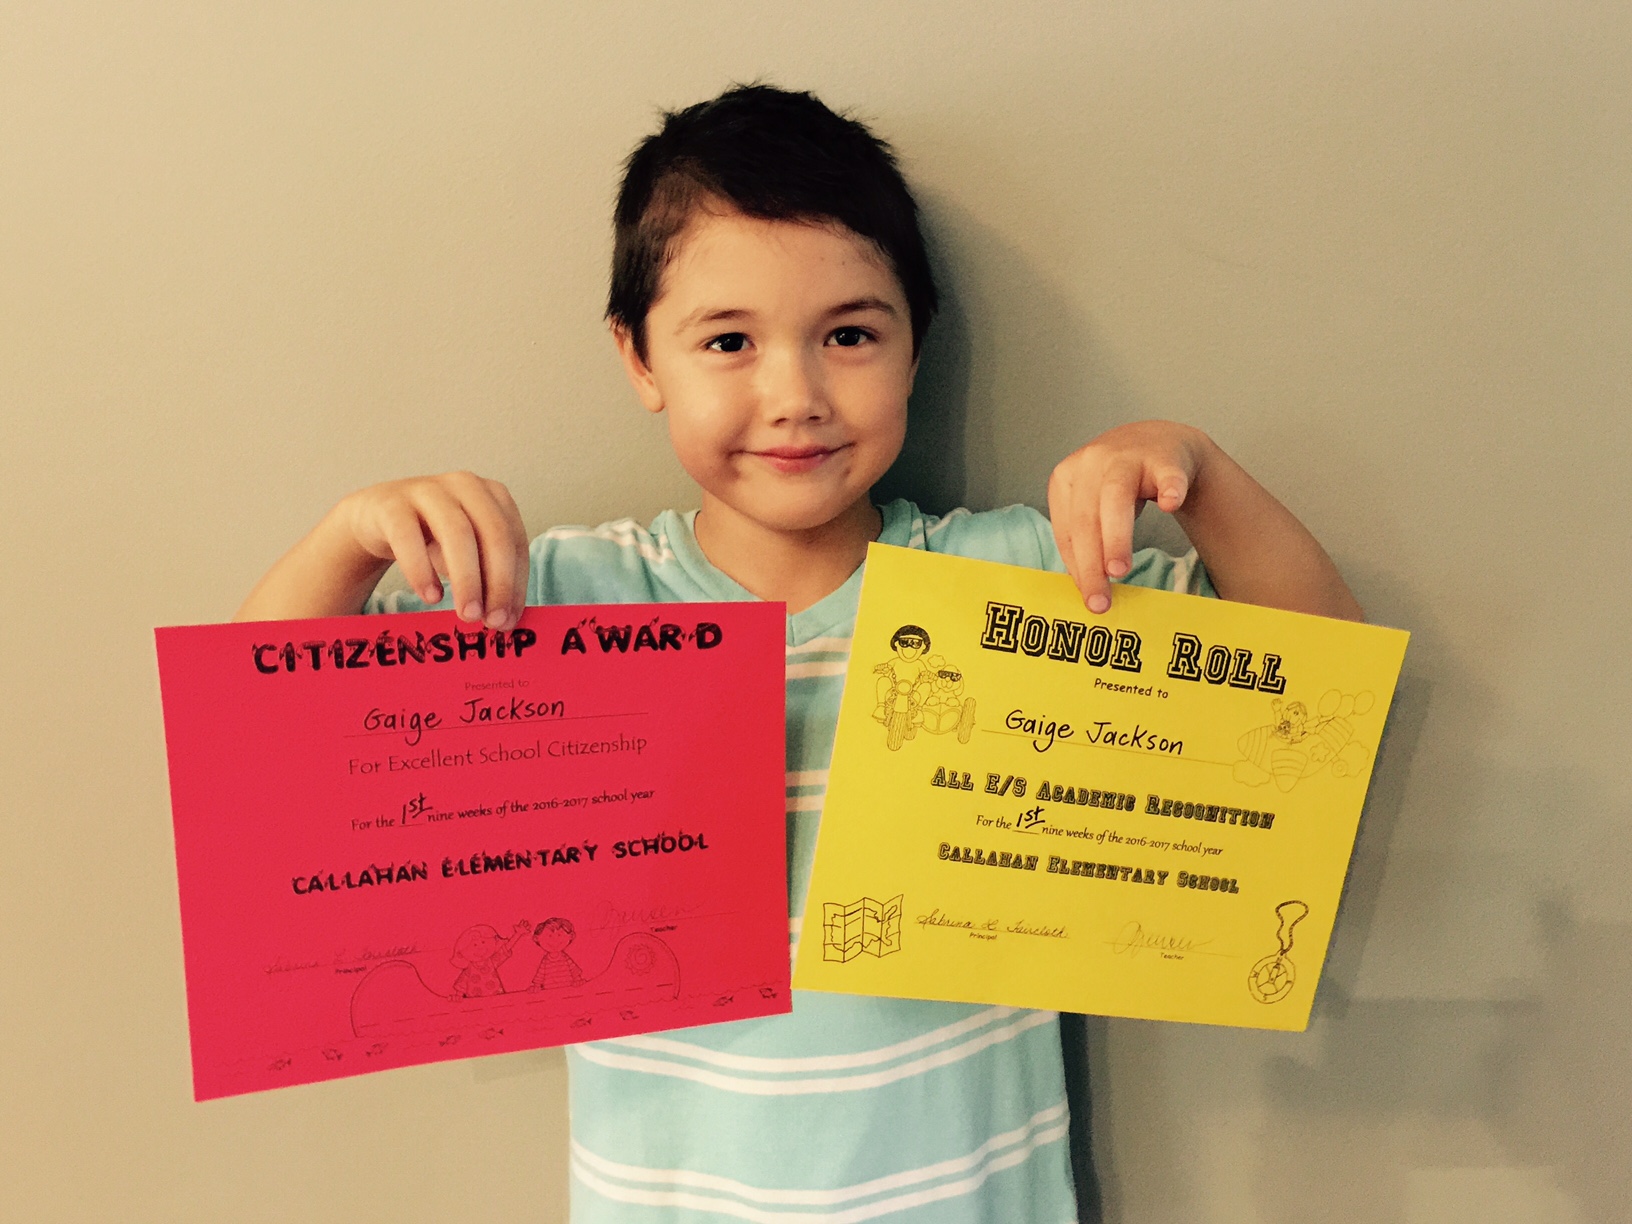 CITIZENSHIP AWARD
Presented to
Gaige Jackson
For Excellent School Citizenship
For the 1st nine weeks of the 2016-2017 school year
CALLAHAN ELEMENTARY SCHOOL
Principal
Teacher
HONOR ROLL
Presented to
Gaige Jackson
ALL E/S ACADEMIC RECOGNITION
For the 1st nine weeks of the 2016-2017 school year
CALLAHAN ELEMENTARY SCHOOL
Sabrina L. Faircloth
Principal
Teacher